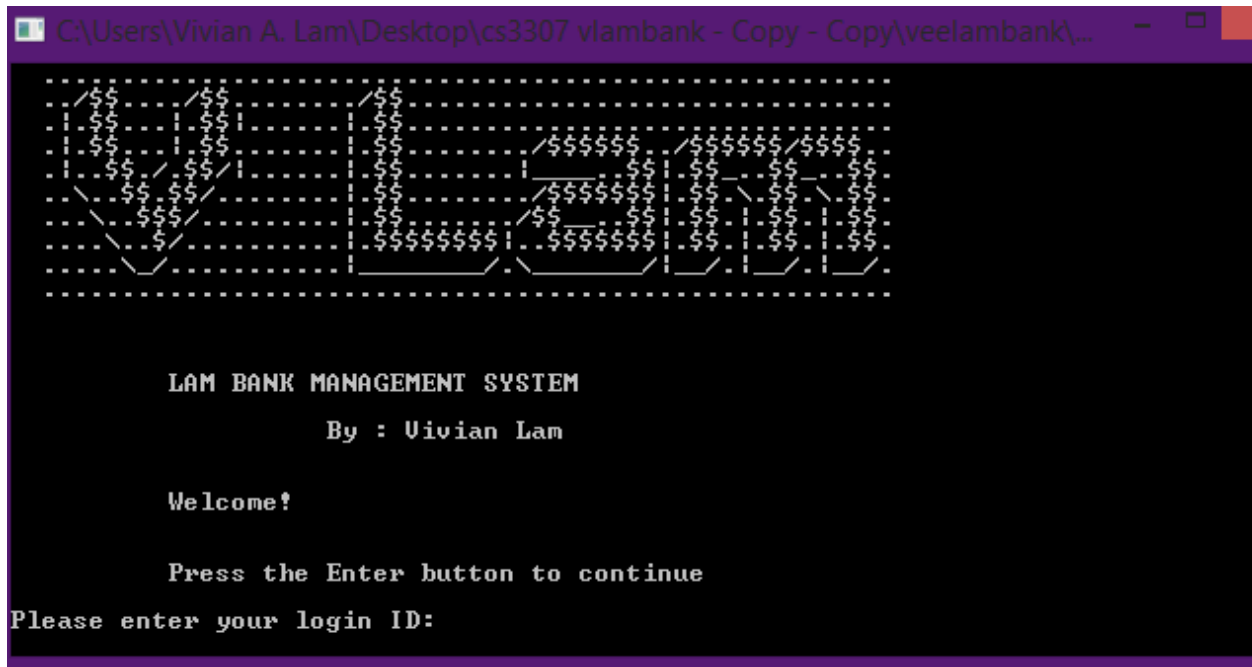 C:\Users\Vivian A. Lam\Desktop\cs3307 vlambank - Copy - Copy\veelambank\...
V Lam
LAM BANK MANAGEMENT SYSTEM
By : Vivian Lam
Welcome!
Press the Enter button to continue
Please enter your login ID: